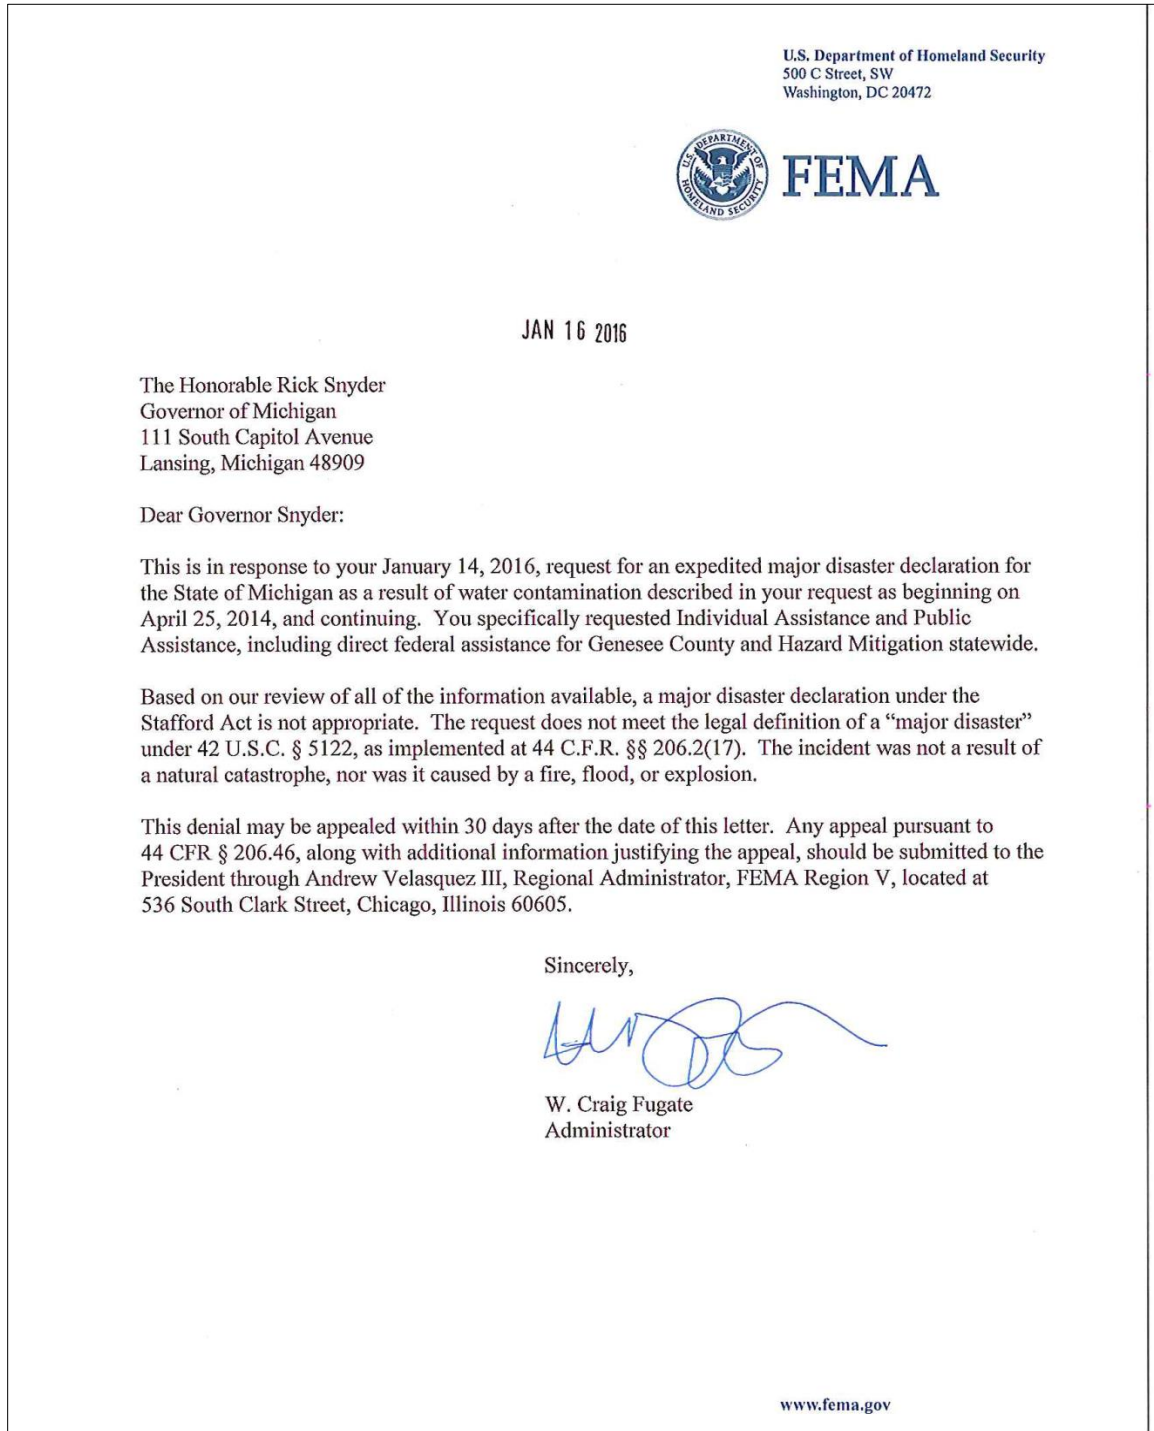 U.S. Department of Homeland Security
500 C Street, SW
Washington, DC 20472
U.S. DEPARTMENT OF HOMELAND SECURITY
FEMA
JAN 16 2016
The Honorable Rick Snyder
Governor of Michigan
111 South Capitol Avenue
Lansing, Michigan 48909
Dear Governor Snyder:
This is in response to your January 14, 2016, request for an expedited major disaster declaration for
the State of Michigan as a result of water contamination described in your request as beginning on
April 25, 2014, and continuing.  You specifically requested Individual Assistance and Public
Assistance, including direct federal assistance for Genesee County and Hazard Mitigation statewide.
Based on our review of all of the information available, a major disaster declaration under the
Stafford Act is not appropriate.  The request does not meet the legal definition of a “major disaster”
under 42 U.S.C. § 5122, as implemented at 44 C.F.R. §§ 206.2(17).  The incident was not a result of
a natural catastrophe, nor was it caused by a fire, flood, or explosion.
This denial may be appealed within 30 days after the date of this letter.  Any appeal pursuant to
44 CFR § 206.46, along with additional information justifying the appeal, should be submitted to the
President through Andrew Velasquez III, Regional Administrator, FEMA Region V, located at
536 South Clark Street, Chicago, Illinois 60605.
Sincerely,
W. Craig Fugate
Administrator
www.fema.gov